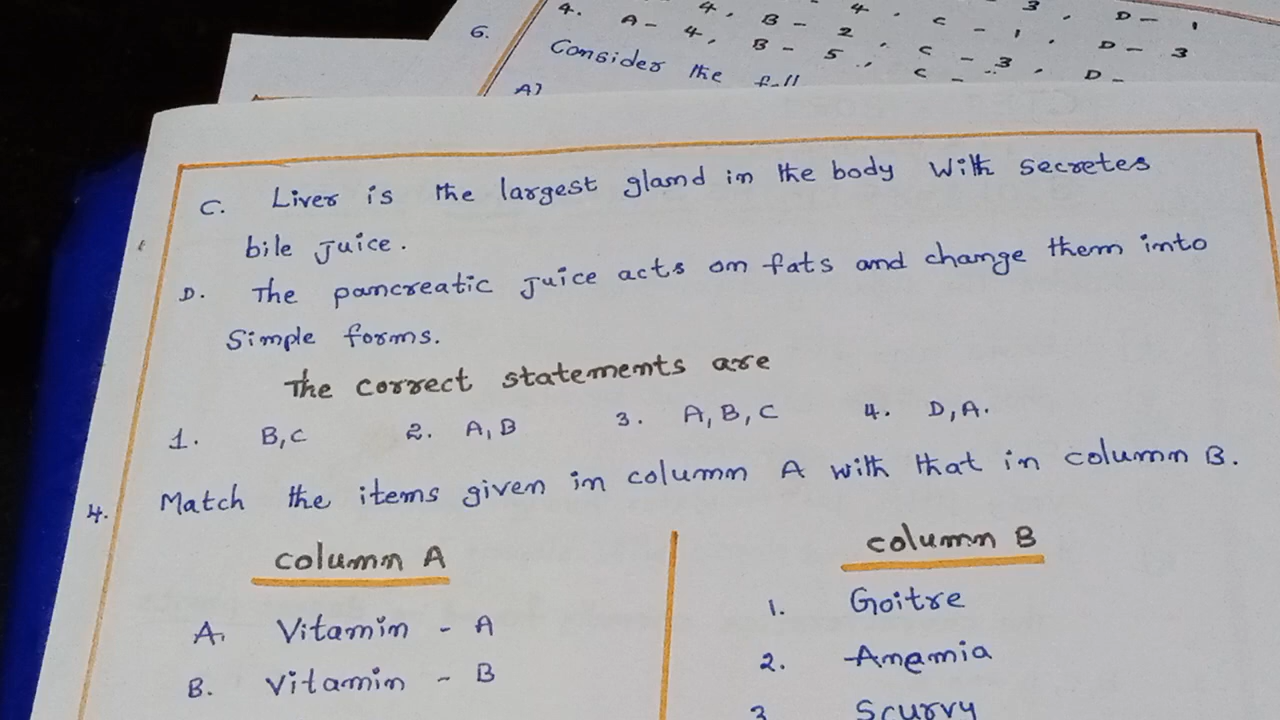 4. 4, B - 4, C 3, D - 1
A - 4, B - 2, C - 1, D - 3
6. Consider the B - 5, C - 3, D -
A)
C. Liver is the largest gland in the body With secretes
bile Juice.
D. The pancreatic Juice acts on fats and change them into
Simple forms.
The correct statements are
1. B,C 2. A,B 3. A,B,C 4. D,A.
4. Match the items given in column A with that in column B.
column A column B
A. Vitamin - A 1. Goitre
B. Vitamin - B 2. Anemia
3 Scurvy